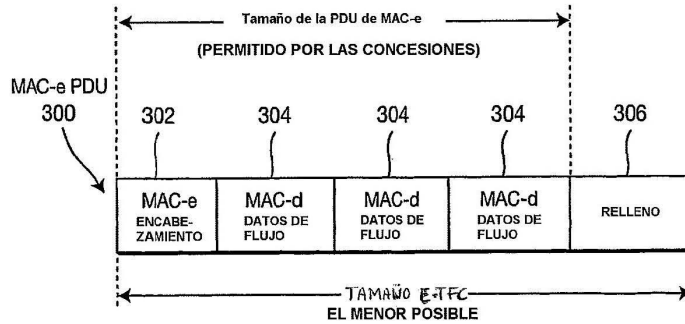 Tamaño de la PDU de MAC-e
(PERMITIDO POR LAS CONCESIONES)
MAC-e PDU
300
302
304
304
304
306
MAC-e
ENCABE-
ZAMIENTO
MAC-d
DATOS DE
FLUJO
MAC-d
DATOS DE
FLUJO
MAC-d
DATOS DE
FLUJO
RELLENO
TAMAÑO E-TFC
EL MENOR POSIBLE